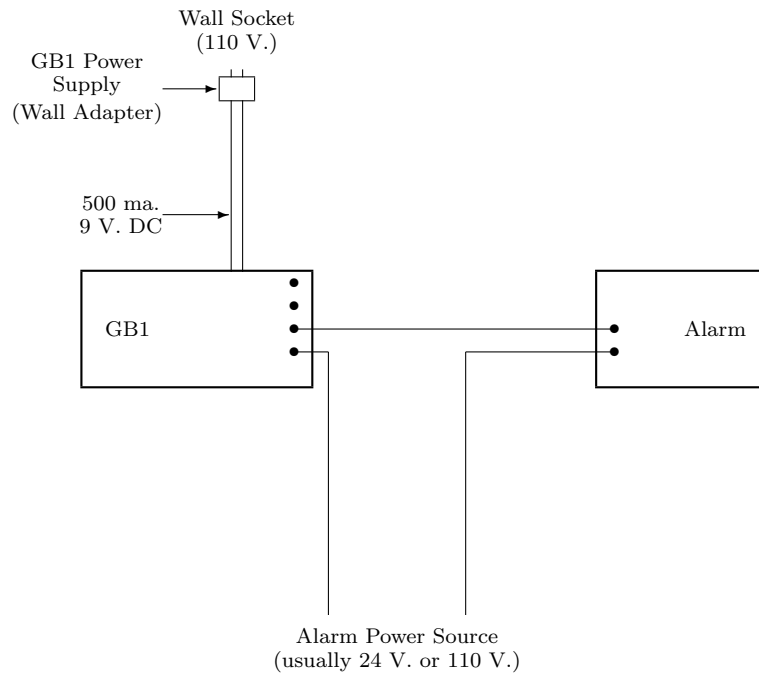 Wall Socket
(110 V.)
GB1 Power
Supply
(Wall Adapter)
500 ma.
9 V. DC
GB1
Alarm
Alarm Power Source
(usually 24 V. or 110 V.)